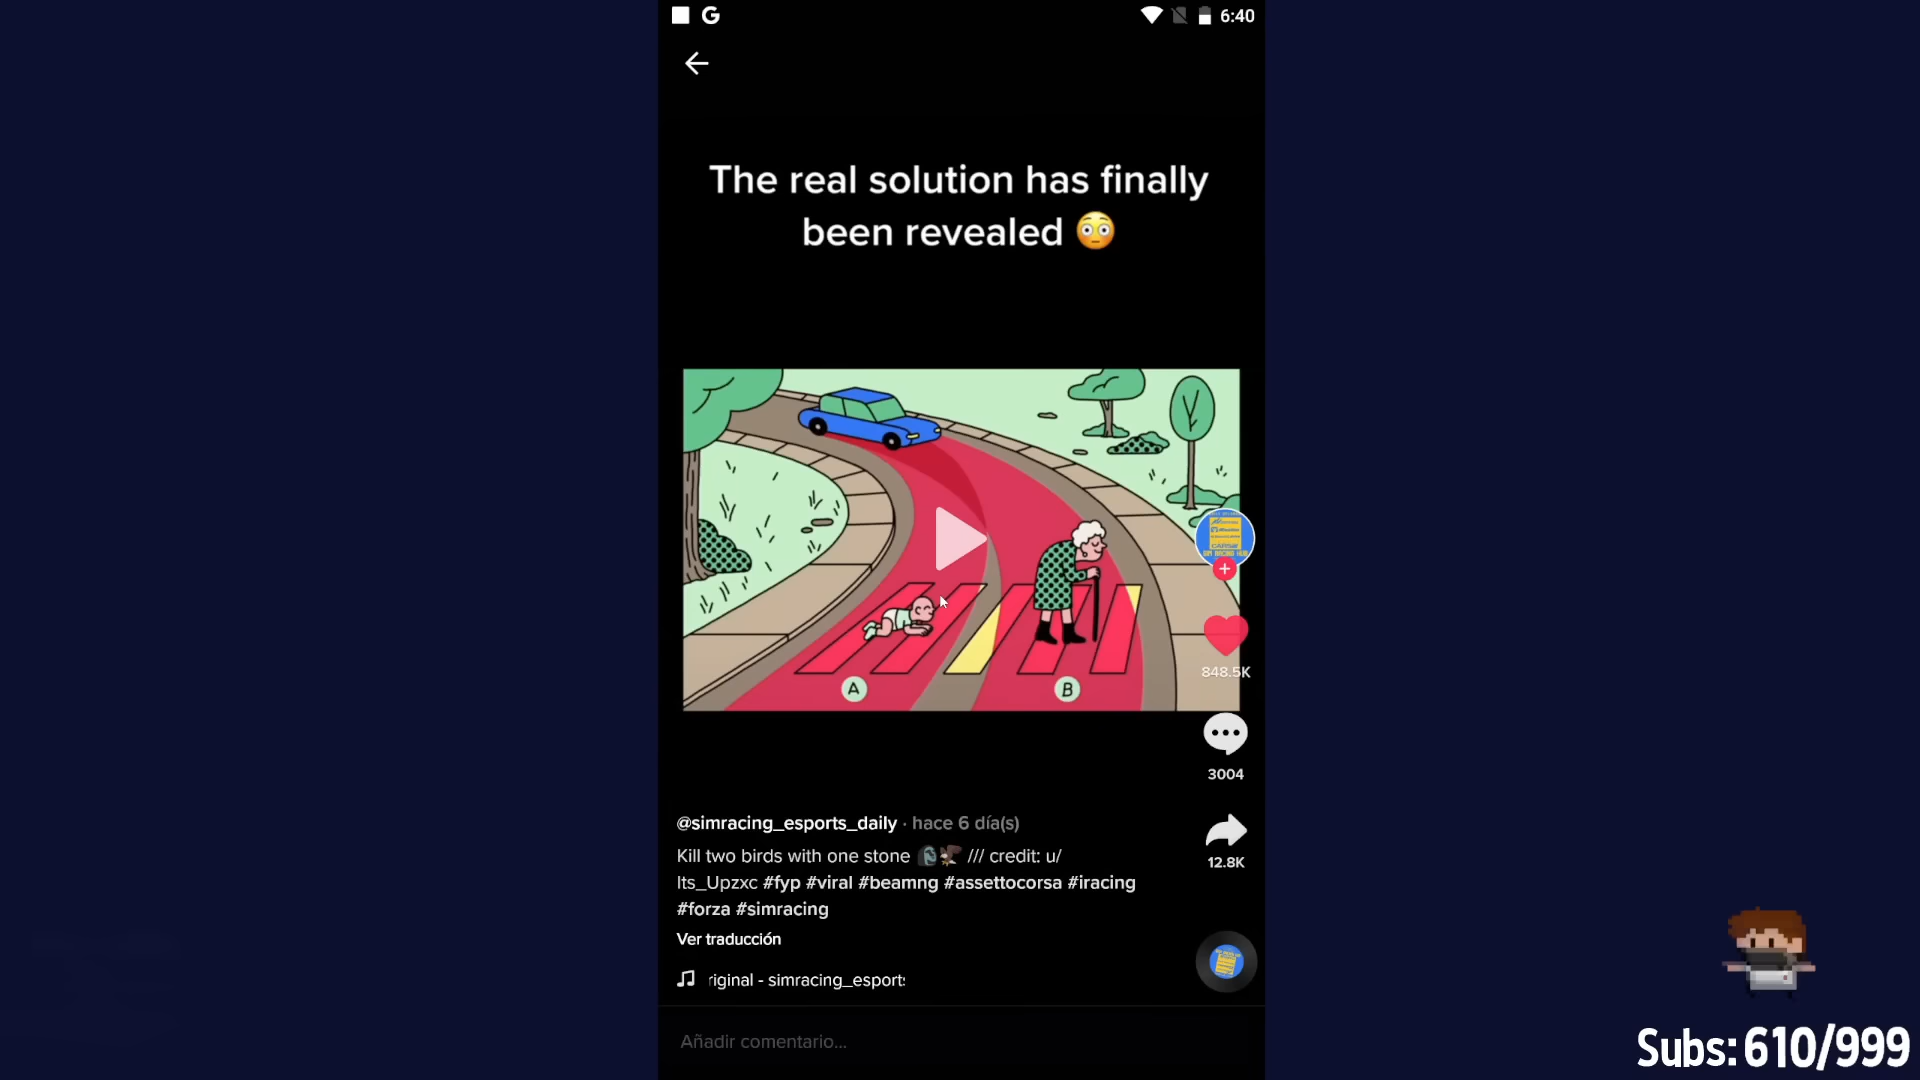 6:40
The real solution has finally
been revealed 😳
A
B
848.5K
3004
@simracing_esports_daily · hace 6 día(s)
12.8K
Kill two birds with one stone 🗿🦅 /// credit: u/
Its_Upzxc #fyp #viral #beamng #assettocorsa #iracing
#forza #simracing
Ver traducción
riginal - simracing_esports
Añadir comentario...
Subs: 610/999